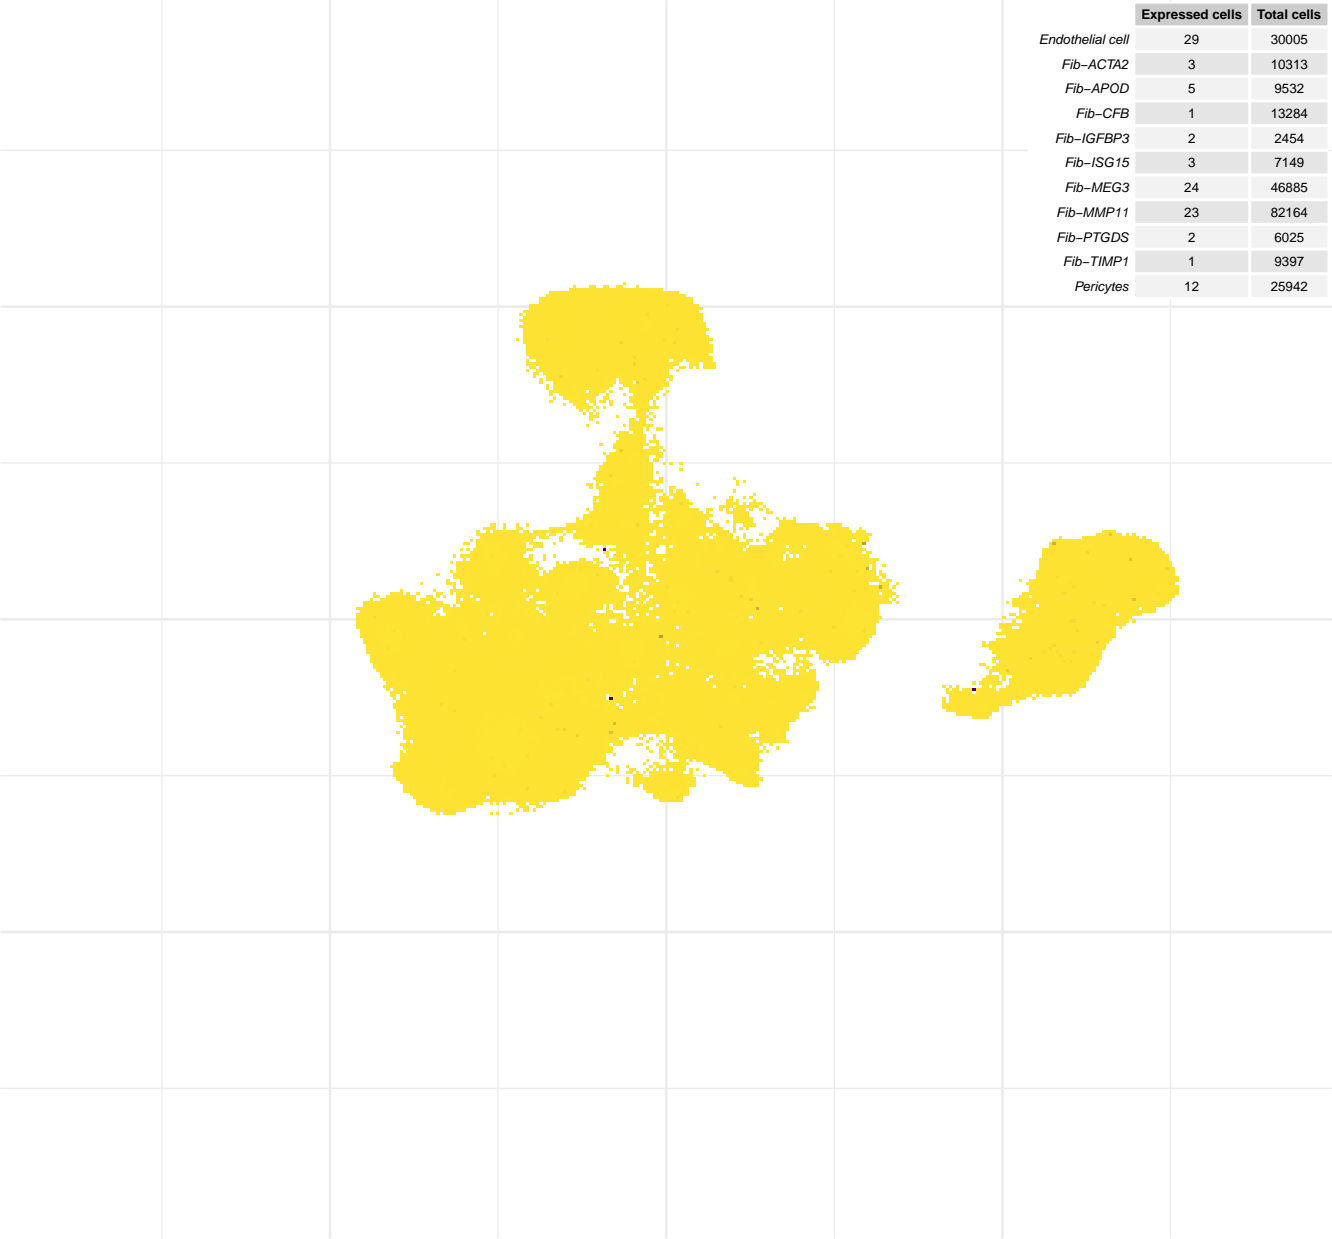 Expressed cells Total cells
Endothelial cell 29 30005
Fib−ACTA2 3 10313
Fib−APOD 5 9532
Fib−CFB 1 13284
Fib−IGFBP3 2 2454
Fib−ISG15 3 7149
Fib−MEG3 24 46885
Fib−MMP11 23 82164
Fib−PTGDS 2 6025
Fib−TIMP1 1 9397
Pericytes 12 25942